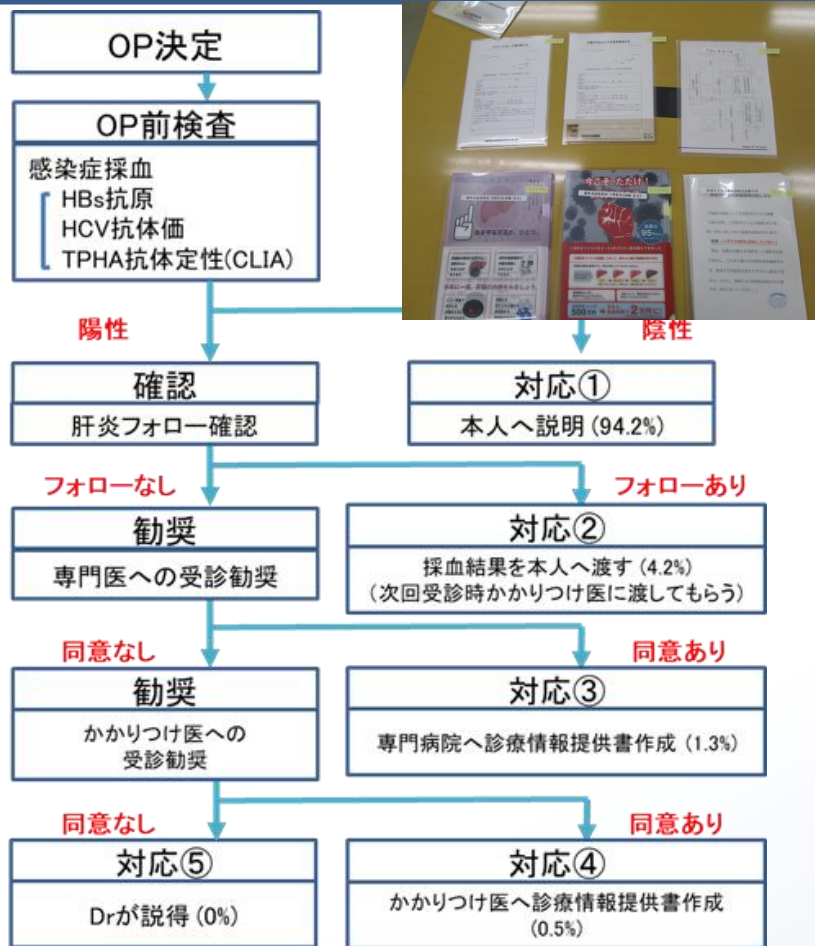 OP決定
OP前検査
感染症採血
HBs抗原
HCV抗体価
TPHA抗体定性(CLIA)
今こそ、たたけ!
陽性
陰性
確認
肝炎フォロー確認
対応①
本人へ説明 (94.2%)
フォローなし
フォローあり
勧奨
専門医への受診勧奨
対応②
採血結果を本人へ渡す (4.2%)
(次回受診時かかりつけ医に渡してもらう)
同意なし
同意あり
勧奨
かかりつけ医への
受診勧奨
対応③
専門病院へ診療情報提供書作成 (1.3%)
同意なし
同意あり
対応⑤
Drが説得 (0%)
対応④
かかりつけ医へ診療情報提供書作成
(0.5%)